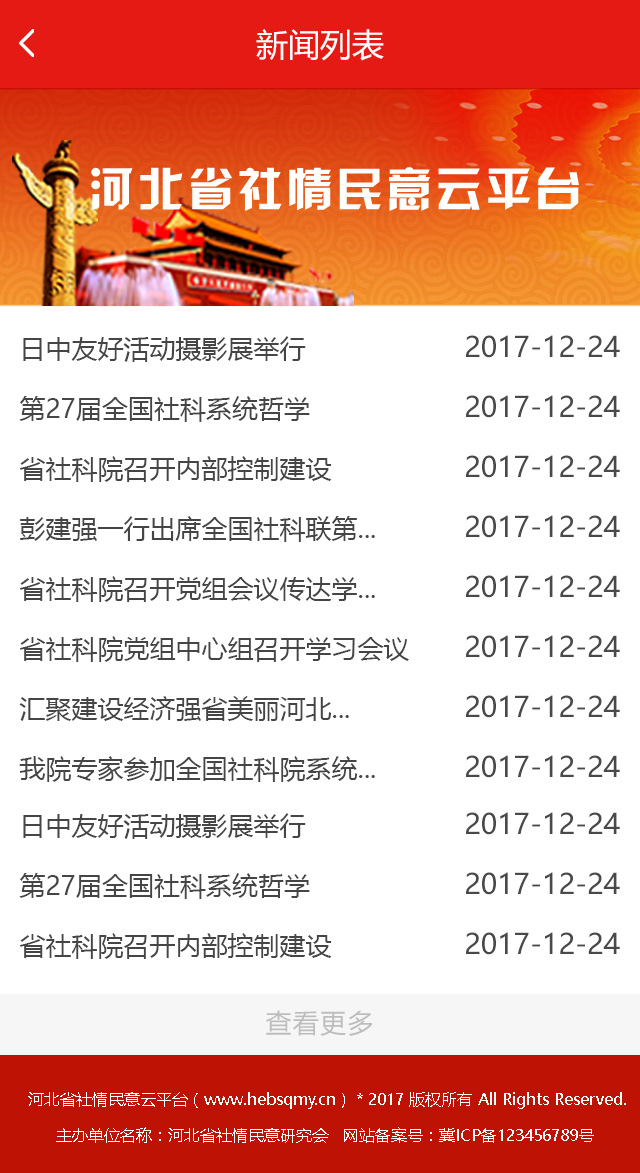 新闻列表
河北省社情民意云平台
日中友好活动摄影展举行 2017-12-24
第27届全国社科系统哲学 2017-12-24
省社科院召开内部控制建设 2017-12-24
彭建强一行出席全国社科联第... 2017-12-24
省社科院召开党组会议传达学... 2017-12-24
省社科院党组中心组召开学习会议 2017-12-24
汇聚建设经济强省美丽河北... 2017-12-24
我院专家参加全国社科院系统... 2017-12-24
日中友好活动摄影展举行 2017-12-24
第27届全国社科系统哲学 2017-12-24
省社科院召开内部控制建设 2017-12-24
查看更多
河北省社情民意云平台（www.hebsqmy.cn）* 2017 版权所有 All Rights Reserved.
主办单位名称：河北省社情民意研究会 网站备案号：冀ICP备123456789号